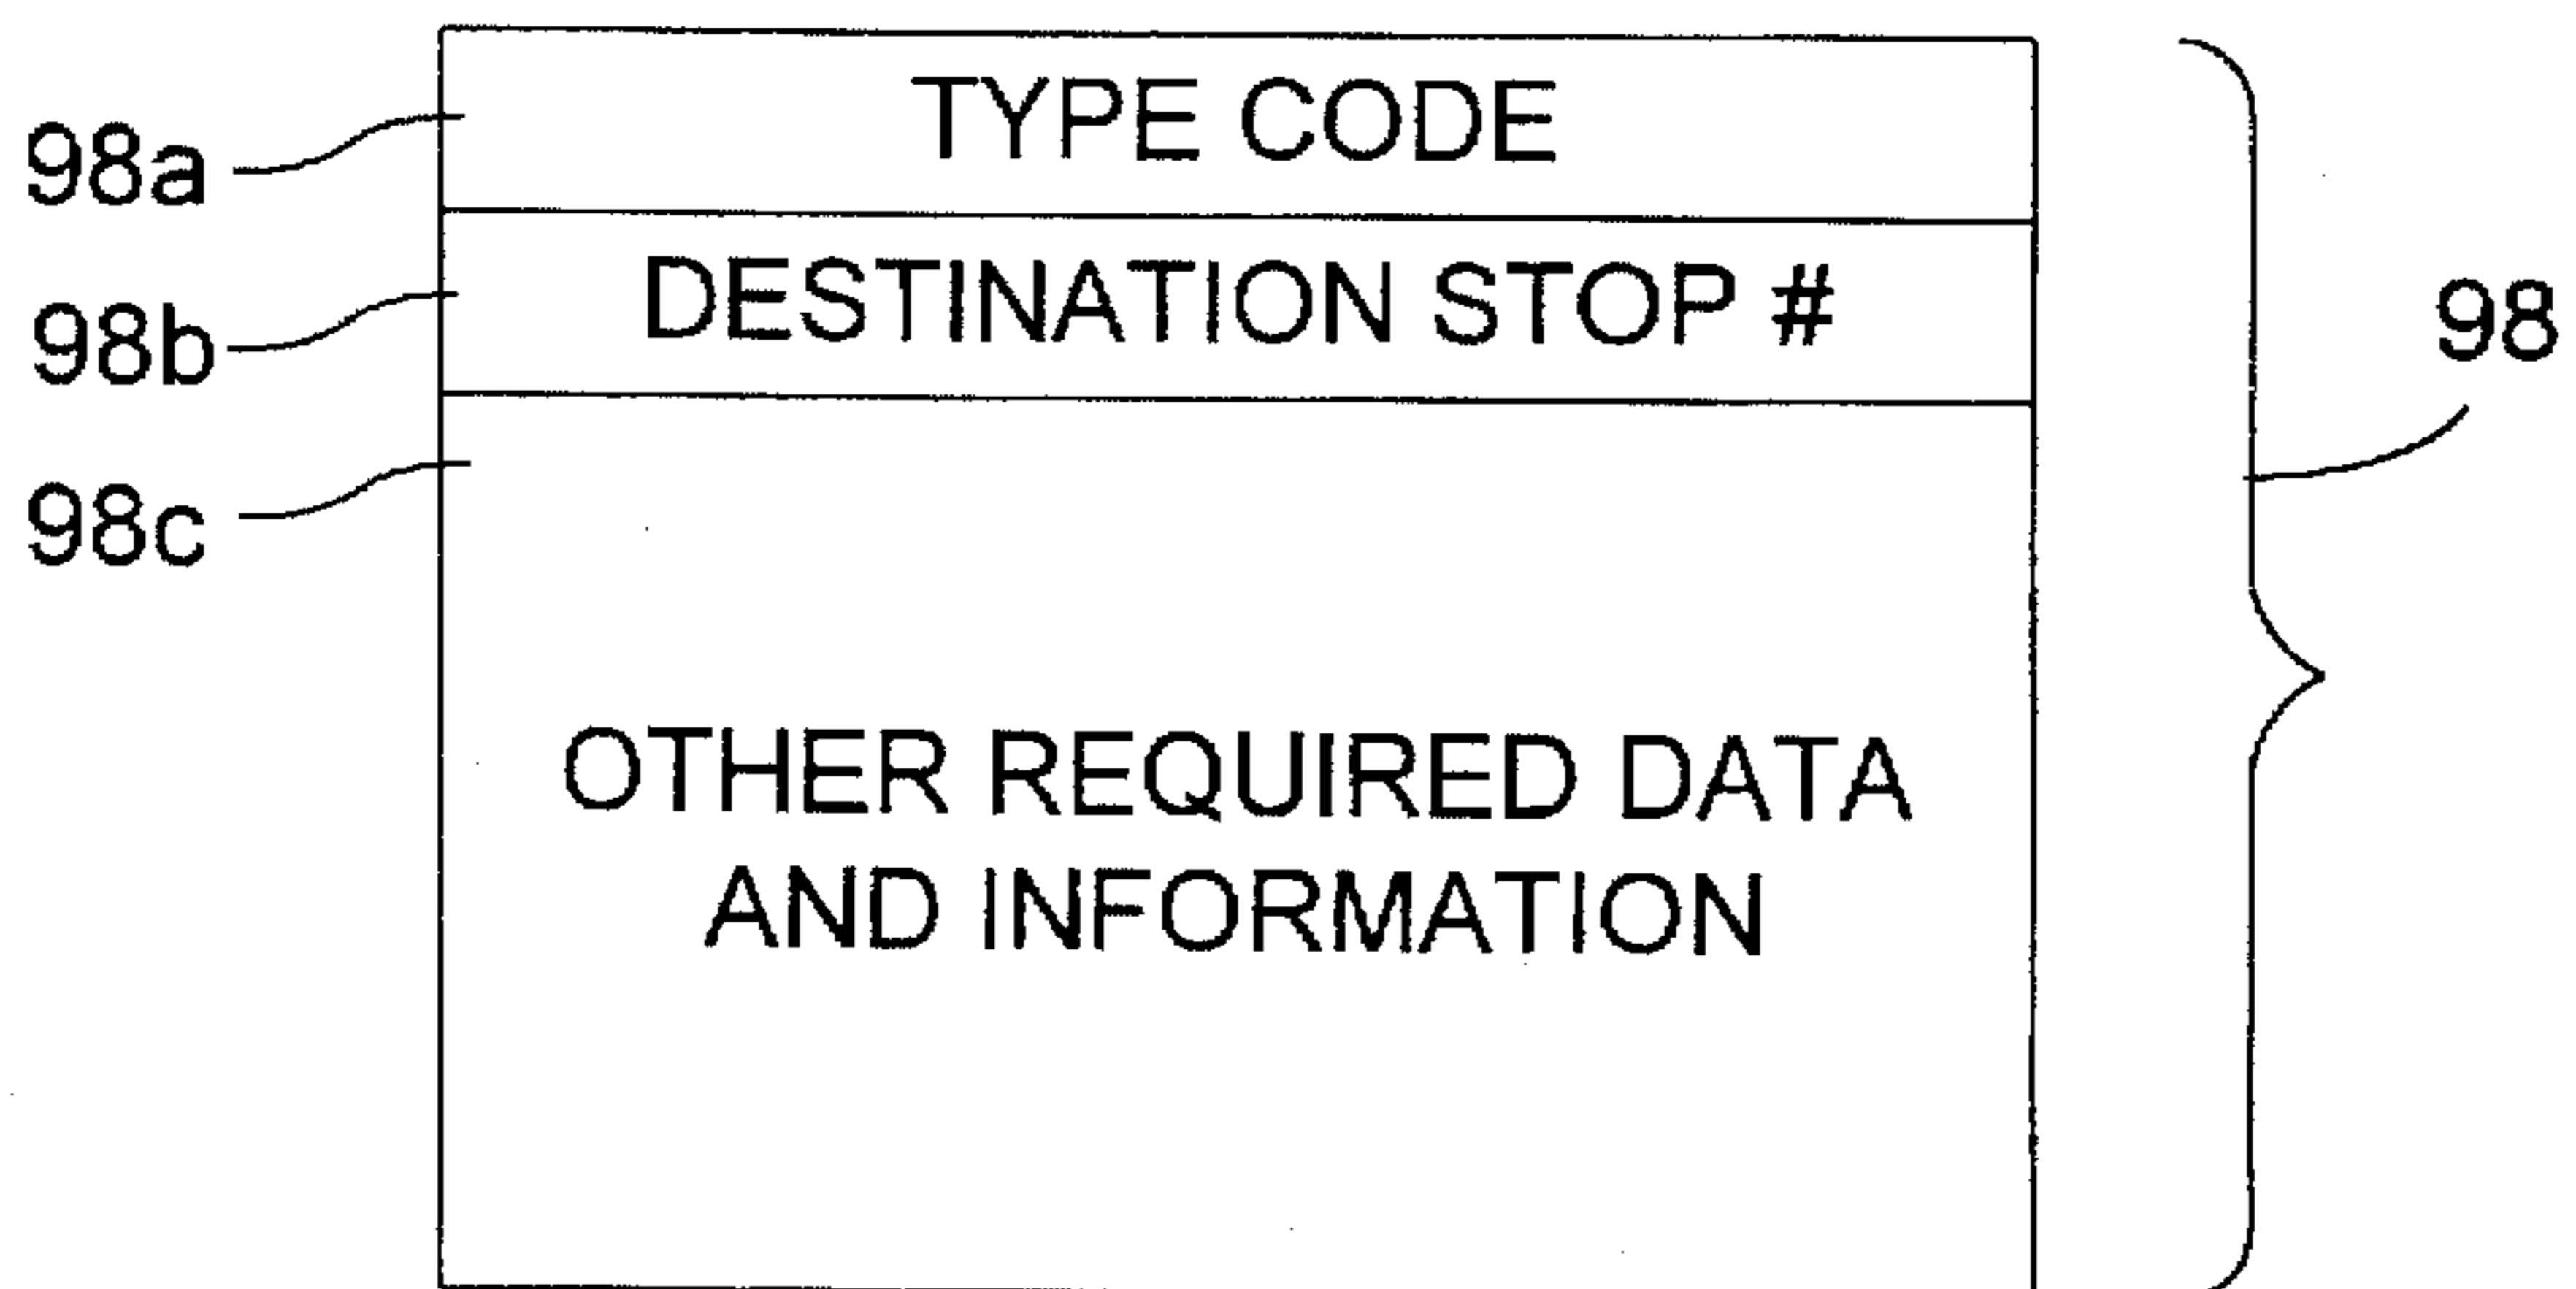 TYPE CODE
98a
DESTINATION STOP #
98b
98
98c
OTHER REQUIRED DATA
AND INFORMATION